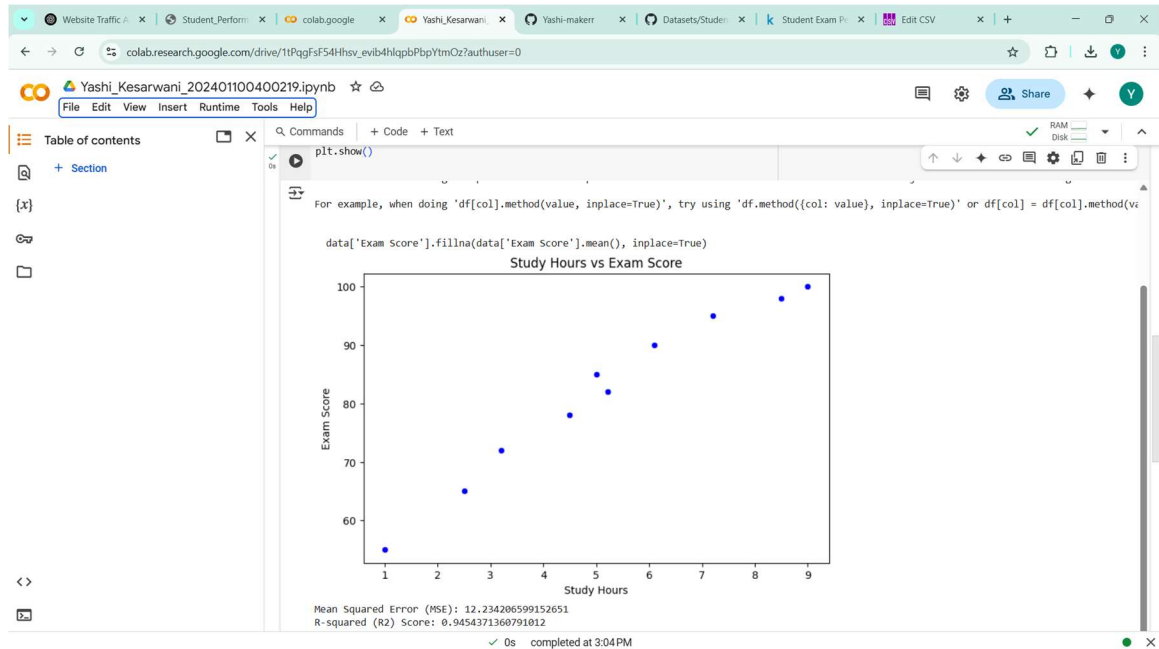 Website Traffic A
Student_Perform
colab.google
Yashi_Kesarwani_
Yashi-makerr
Datasets/Studen
Student Exam Pe
Edit CSV
colab.research.google.com/drive/1tPqgFsF54Hhsv_evib4hlqpbPbpYtmOz?authuser=0
Yashi_Kesarwani_202401100400219.ipynb
File Edit View Insert Runtime Tools Help
Share
Y
Table of contents
+ Section
Commands + Code + Text
RAM
Disk
0s
plt.show()
For example, when doing 'df[col].method(value, inplace=True)', try using 'df.method({col: value}, inplace=True)' or df[col] = df[col].method(va
data['Exam Score'].fillna(data['Exam Score'].mean(), inplace=True)
Study Hours vs Exam Score
100
90
80
70
60
Exam Score
1 2 3 4 5 6 7 8 9
Study Hours
Mean Squared Error (MSE): 12.234206599152651
R-squared (R2) Score: 0.9454371360791012
0s completed at 3:04 PM